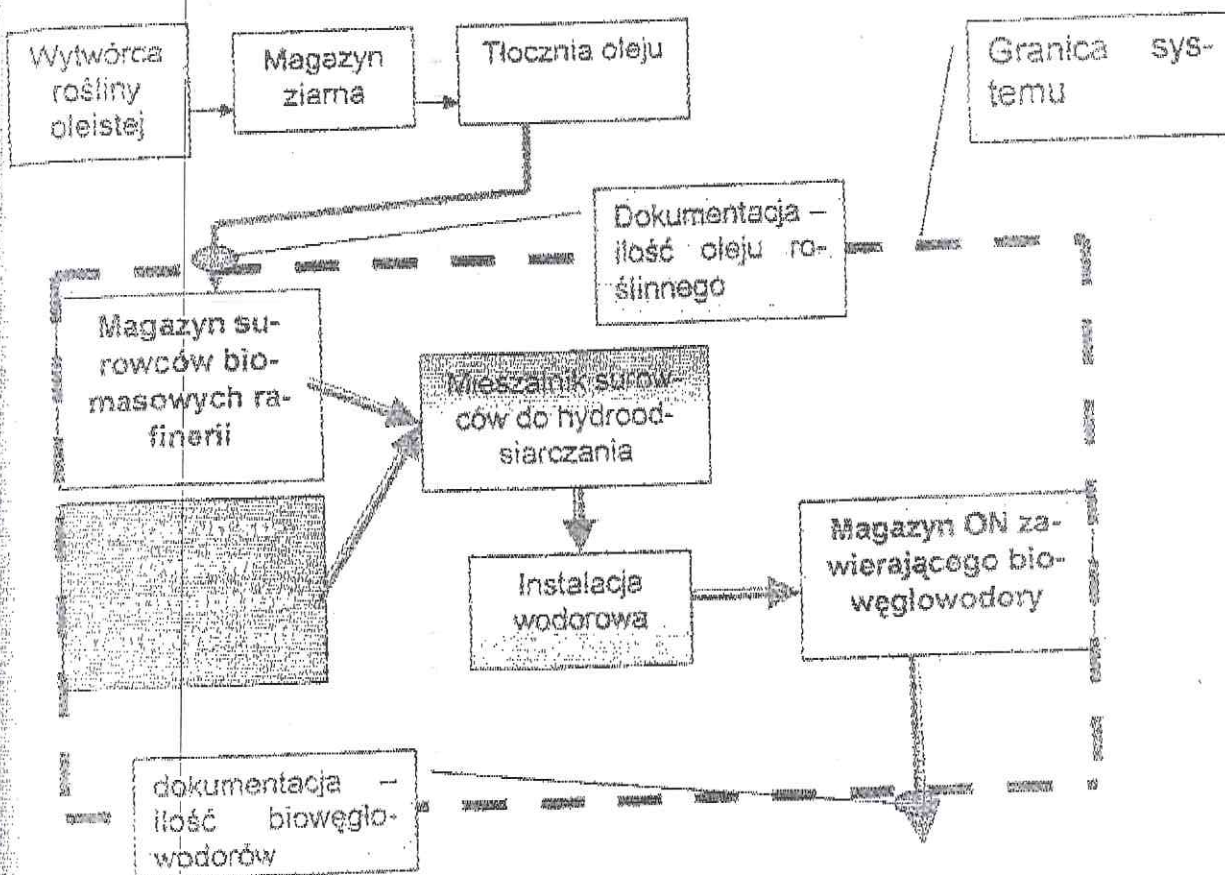 Wytwórca
rośliny
oleistej
Magazyn
ziarna
Tłocznia oleju
Granica sys-
temu
Dokumentacja –
ilość oleju ro-
ślinnego
Magazyn su-
rowców bio-
masowych ra-
finerii
Mieszalnik surow-
ców do hydrood-
siarczania
Instalacja
wodorowa
Magazyn ON za-
wierającego bio-
węglowodory
dokumentacja –
ilość biowęglo-
wodorów